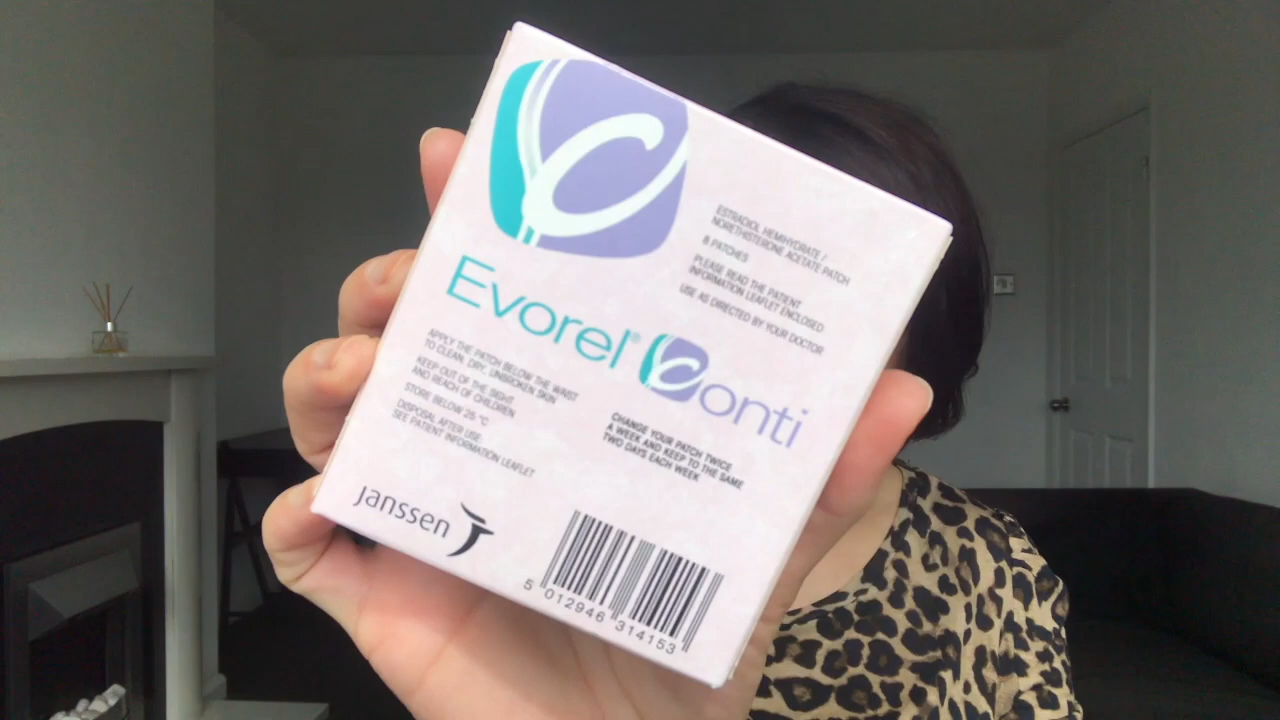 ESTRADIOL HEMIHYDRATE /
NORETHISTERONE ACETATE PATCH
8 PATCHES
PLEASE READ THE PATIENT
INFORMATION LEAFLET ENCLOSED
USE AS DIRECTED BY YOUR DOCTOR
Evorel® Conti
APPLY THE PATCH BELOW THE WAIST
TO CLEAN, DRY, UNBROKEN SKIN
KEEP OUT OF THE SIGHT
AND REACH OF CHILDREN
STORE BELOW 25 °C
DISPOSAL AFTER USE:
SEE PATIENT INFORMATION LEAFLET
CHANGE YOUR PATCH TWICE
A WEEK AND KEEP TO THE SAME
TWO DAYS EACH WEEK
Janssen
5 012946 314153